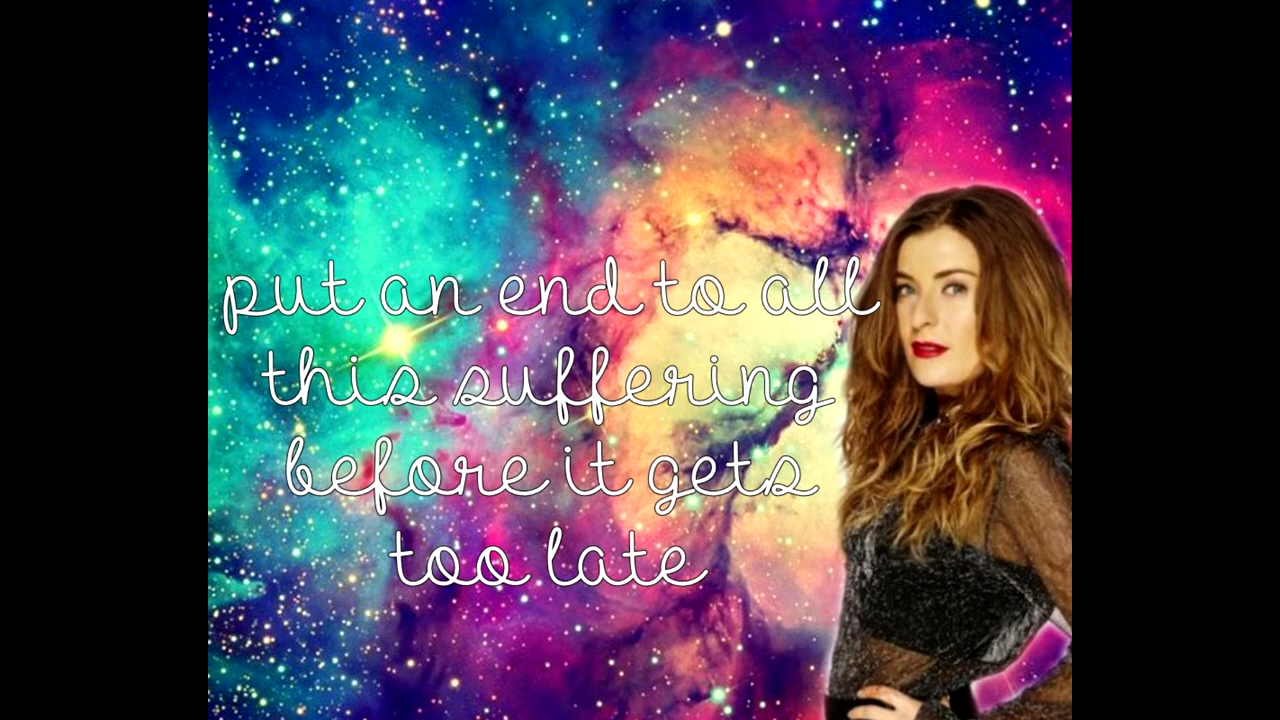 put an end to all
this suffering
before it gets
too late